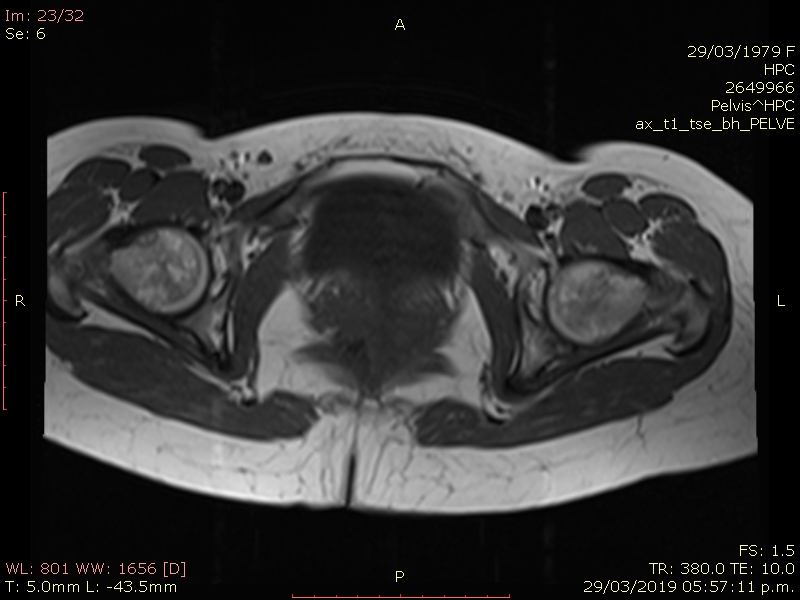 Im: 23/32
Se: 6
A
29/03/1979 F
HPC
2649966
Pelvis^HPC
ax_t1_tse_bh_PELVE
R
L
WL: 801 WW: 1656 [D]
T: 5.0mm L: -43.5mm
P
FS: 1.5
TR: 380.0 TE: 10.0
29/03/2019 05:57:11 p.m.